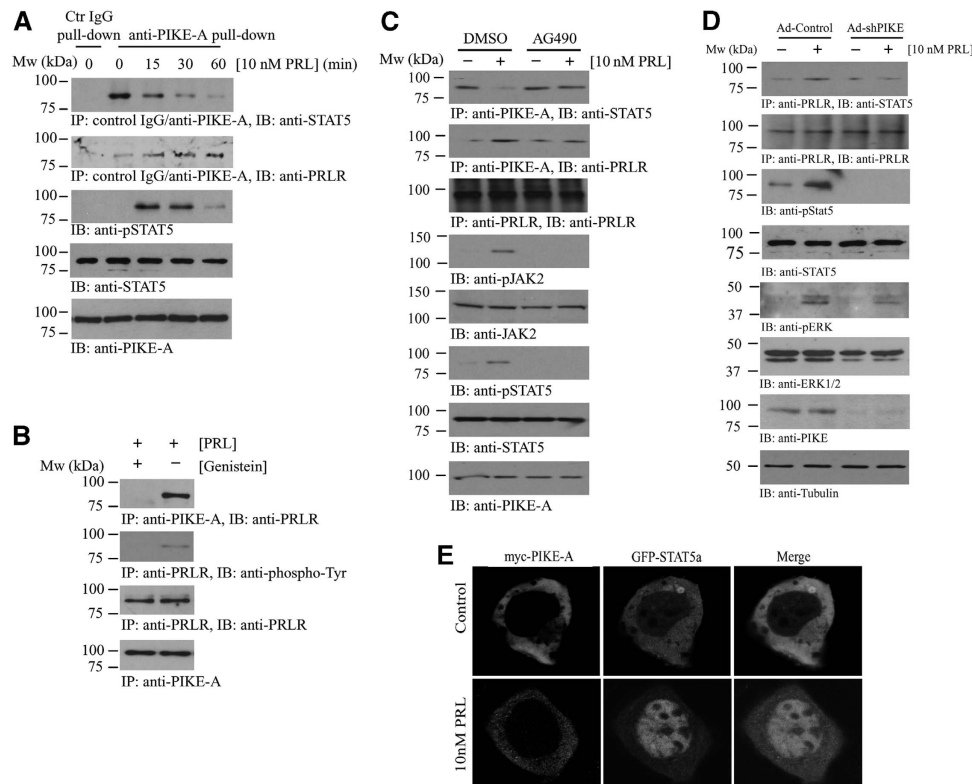 A
Ctr IgG
pull-down anti-PIKE-A pull-down
Mw (kDa) 0 0 15 30 60 [10 nM PRL] (min)
100
75
IP: control IgG/anti-PIKE-A, IB: anti-STAT5
100
75
IP: control IgG/anti-PIKE-A, IB: anti-PRLR
100
75
IB: anti-pSTAT5
100
75
IB: anti-STAT5
100
75
IB: anti-PIKE-A
B
+ + [PRL]
Mw (kDa) + − [Genistein]
100
75
IP: anti-PIKE-A, IB: anti-PRLR
100
75
IP: anti-PRLR, IB: anti-phospho-Tyr
100
75
IP: anti-PRLR, IB: anti-PRLR
100
75
IP: anti-PIKE-A
C
DMSO AG490
Mw (kDa) − + − + [10 nM PRL]
100
75
IP: anti-PIKE-A, IB: anti-STAT5
100
75
IP: anti-PIKE-A, IB: anti-PRLR
100
IP: anti-PRLR, IB: anti-PRLR
150
100
IB: anti-pJAK2
150
100
IB: anti-JAK2
100
75
IB: anti-pSTAT5
100
75
IB: anti-STAT5
100
IB: anti-PIKE-A
D
Ad-Control Ad-shPIKE
Mw (kDa) − + − + [10 nM PRL]
100
75
IP: anti-PRLR, IB: anti-STAT5
100
75
IP: anti-PRLR, IB: anti-PRLR
100
75
IB: anti-pStat5
100
75
IB: anti-STAT5
50
37
IB: anti-pERK
50
37
IB: anti-ERK1/2
100
75
IB: anti-PIKE
50
IB: anti-Tubulin
E
myc-PIKE-A GFP-STAT5a Merge
Control
10nM PRL